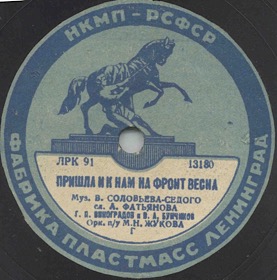 НКМП-РСФСР
ЛРК 91 13180
ПРИШЛА И К НАМ НА ФРОНТ ВЕСНА
Муз. В. СОЛОВЬЕВА-СЕДОГО
сл. А. ФАТЬЯНОВА
Г. П. ВИНОГРАДОВ и В. А. БУНЧИКОВ
Орк. п/у М.Н. ЖУКОВА
Г
ФАБРИКА ПЛАСТМАСС ЛЕНИНГРАД